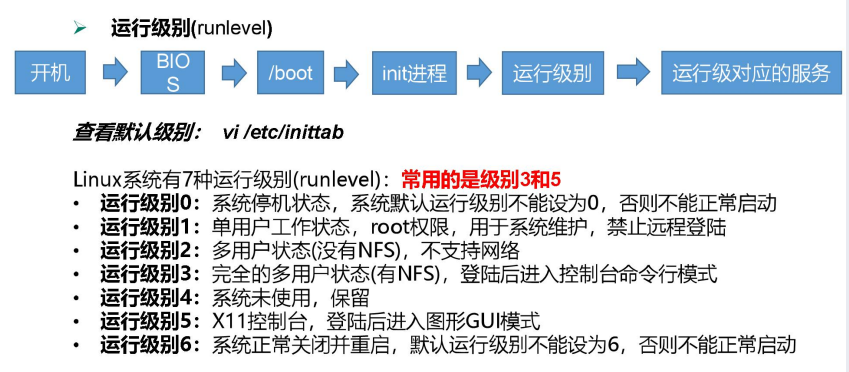 ➢ 运行级别(runlevel)
开机
BIO
S
/boot
init进程
运行级别
运行级对应的服务
查看默认级别： vi /etc/inittab
Linux系统有7种运行级别(runlevel)：常用的是级别3和5
• 运行级别0：系统停机状态，系统默认运行级别不能设为0，否则不能正常启动
• 运行级别1：单用户工作状态，root权限，用于系统维护，禁止远程登陆
• 运行级别2：多用户状态(没有NFS)，不支持网络
• 运行级别3：完全的多用户状态(有NFS)，登陆后进入控制台命令行模式
• 运行级别4：系统未使用，保留
• 运行级别5：X11控制台，登陆后进入图形GUI模式
• 运行级别6：系统正常关闭并重启，默认运行级别不能设为6，否则不能正常启动